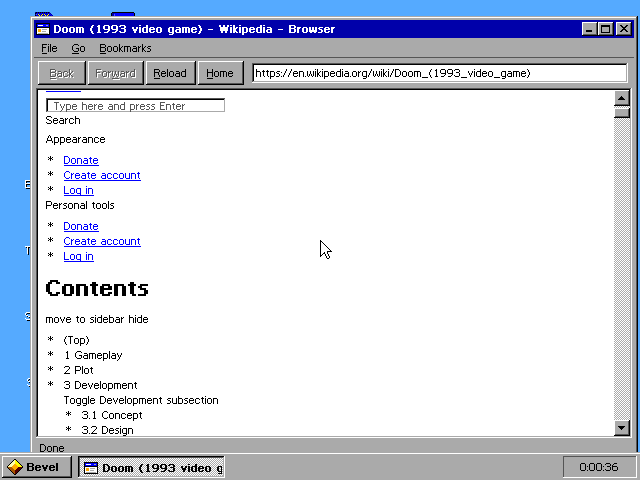 Doom (1993 video game) - Wikipedia - Browser
File Go Bookmarks
Back Forward Reload Home https://en.wikipedia.org/wiki/Doom_(1993_video_game)
Type here and press Enter
Search
Appearance
* Donate
* Create account
* Log in
Personal tools
* Donate
* Create account
* Log in
Contents
move to sidebar hide
* (Top)
* 1 Gameplay
* 2 Plot
* 3 Development
Toggle Development subsection
* 3.1 Concept
* 3.2 Design
Done
Bevel Doom (1993 video g 0:00:36